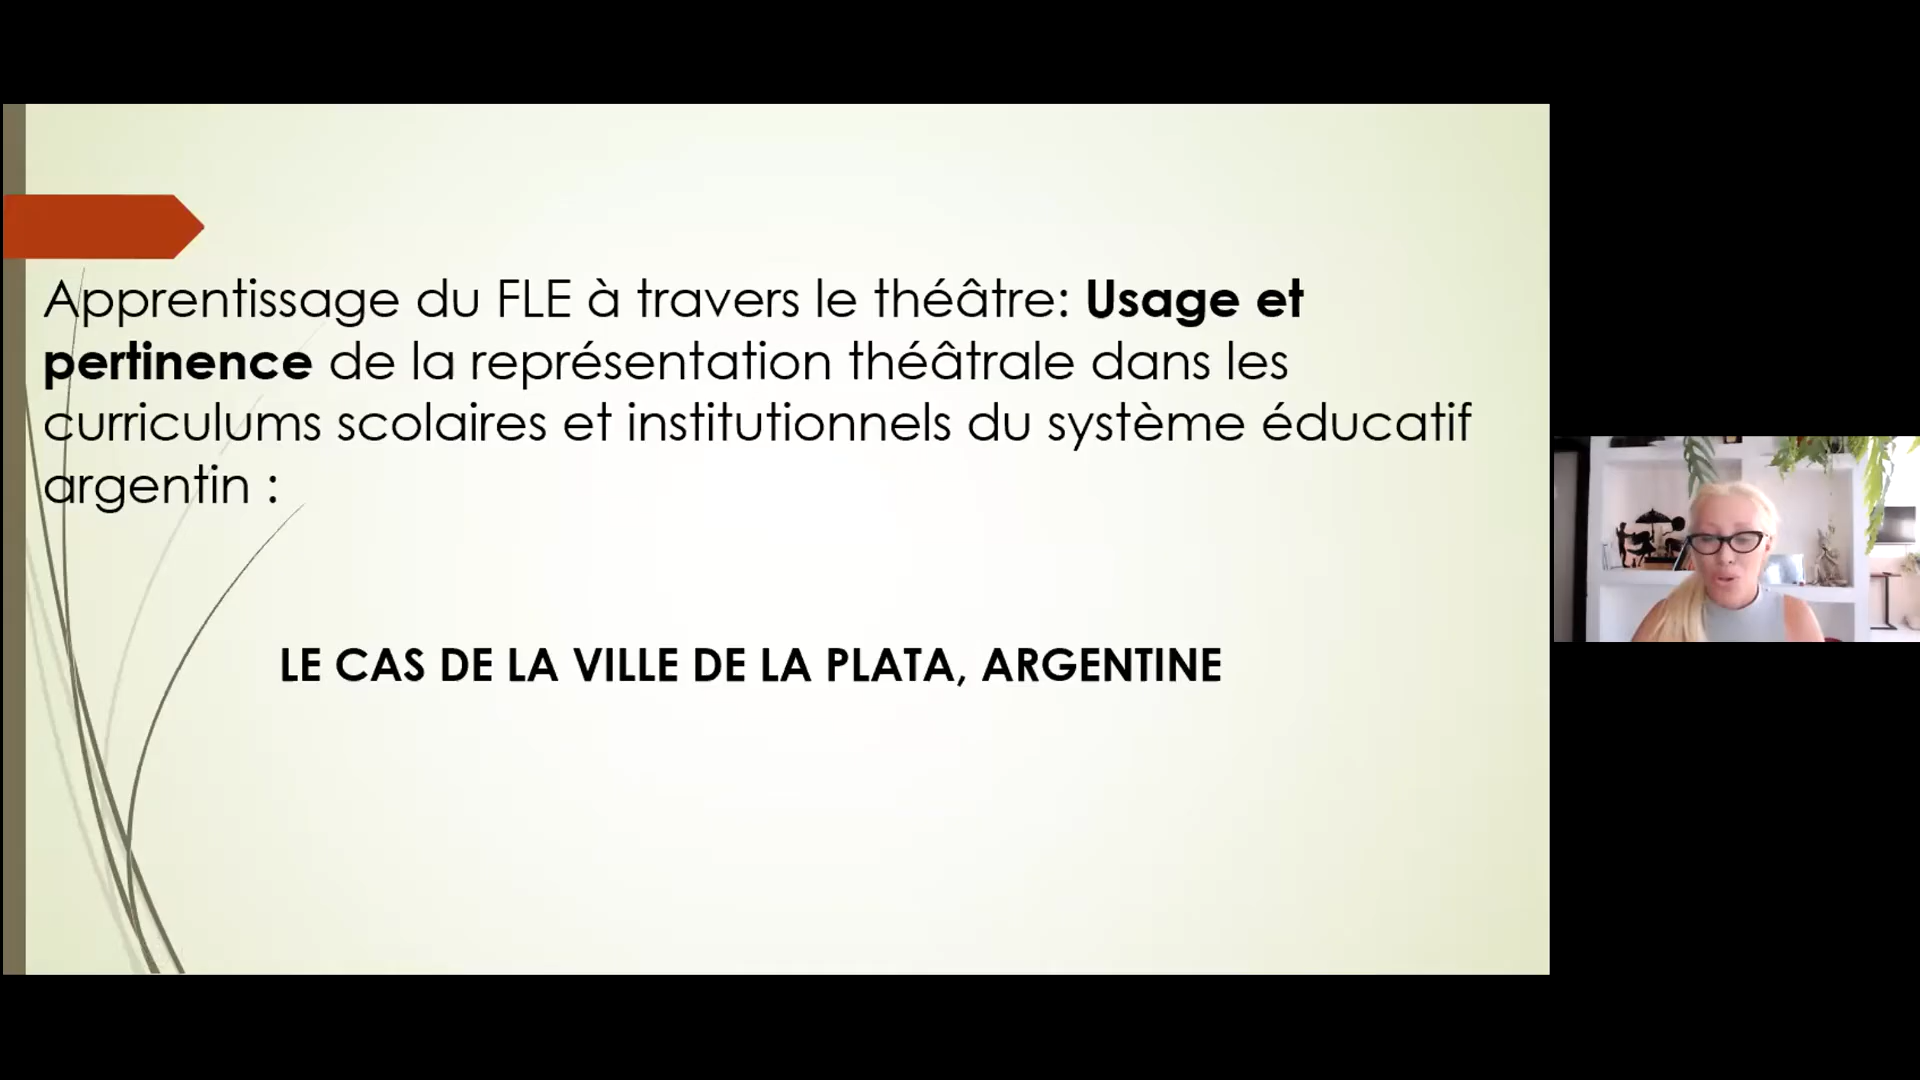 Apprentissage du FLE à travers le théâtre: Usage et
pertinence de la représentation théâtrale dans les
curriculums scolaires et institutionnels du système éducatif
argentin :
LE CAS DE LA VILLE DE LA PLATA, ARGENTINE